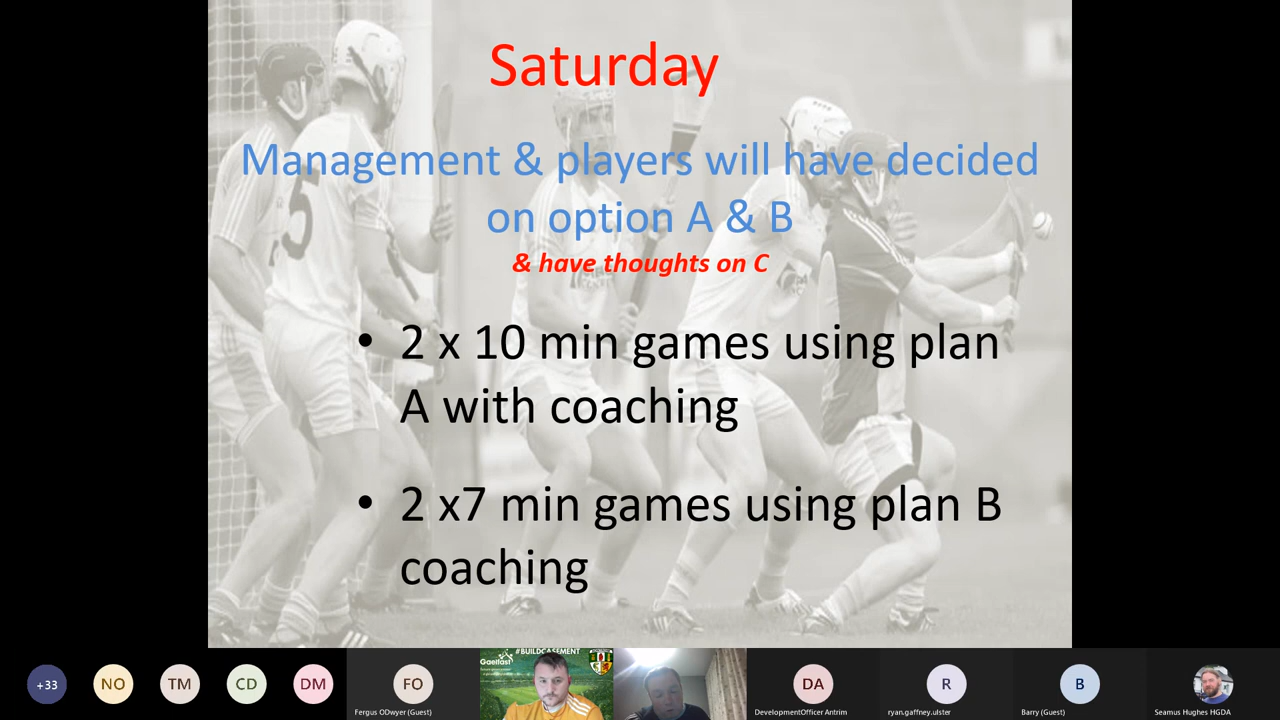 Saturday
Management & players will have decided
on option A & B
& have thoughts on C
• 2 x 10 min games using plan
A with coaching
• 2 x7 min games using plan B
coaching
5
#BUILDCASEMENT
Gaelfast
+33
NO
TM
CD
DM
FO
DA
R
B
Fergus ODwyer (Guest)
DevelopmentOfficer Antrim
ryan.gaffney.ulster
Barry (Guest)
Seamus Hughes HGDA